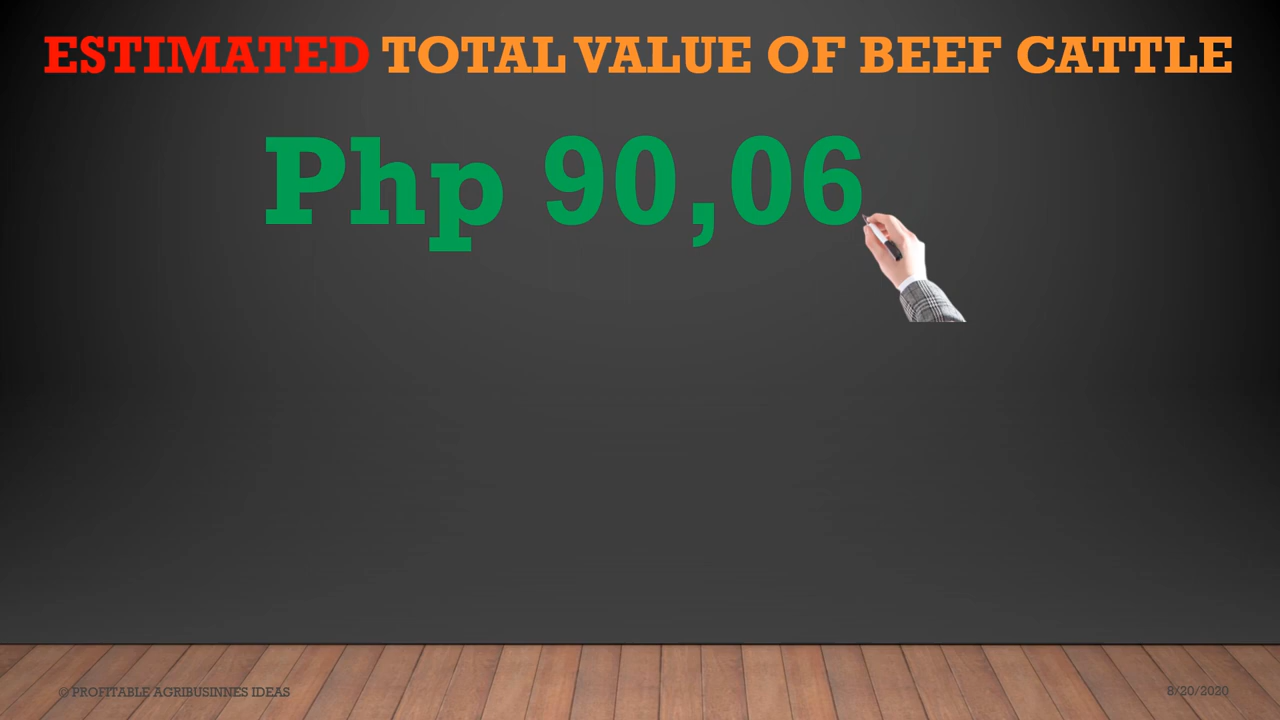 ESTIMATED TOTAL VALUE OF BEEF CATTLE
Php 90,06
© PROFITABLE AGRIBUSINNES IDEAS
8/20/2020